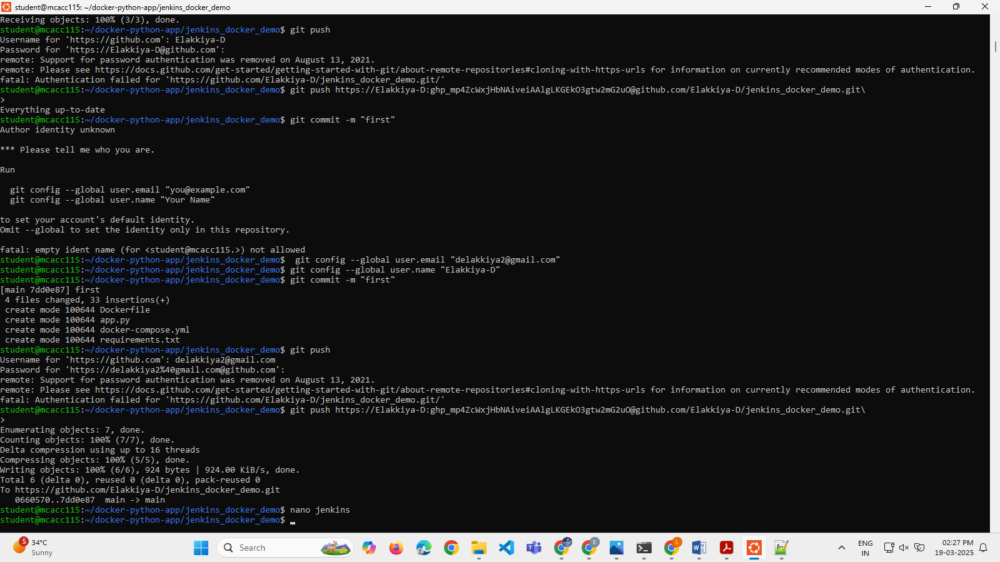 student@mcacc115: ~/docker-python-app/jenkins_docker_demo
Receiving objects: 100% (3/3), done.
student@mcacc115:~/docker-python-app/jenkins_docker_demo$ git push
Username for 'https://github.com': Elakkiya-D
Password for 'https://Elakkiya-D@github.com':
remote: Support for password authentication was removed on August 13, 2021.
remote: Please see https://docs.github.com/get-started/getting-started-with-git/about-remote-repositories#cloning-with-https-urls for information on currently recommended modes of authentication.
fatal: Authentication failed for 'https://github.com/Elakkiya-D/jenkins_docker_demo.git/'
student@mcacc115:~/docker-python-app/jenkins_docker_demo$ git push https://Elakkiya-D: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@github.com/Elakkiya-D/jenkins_docker_demo.git\
>
Everything up-to-date
student@mcacc115:~/docker-python-app/jenkins_docker_demo$ git commit -m "first"
Author identity unknown
*** Please tell me who you are.
Run
git config --global user.email "you@example.com"
git config --global user.name "Your Name"
to set your account's default identity.
Omit --global to set the identity only in this repository.
fatal: empty ident name (for <student@mcacc115.>) not allowed
student@mcacc115:~/docker-python-app/jenkins_docker_demo$  git config --global user.email "delakkiya2@gmail.com"
student@mcacc115:~/docker-python-app/jenkins_docker_demo$ git config --global user.name "Elakkiya-D"
student@mcacc115:~/docker-python-app/jenkins_docker_demo$ git commit -m "first"
[main 7dd0e87] first
4 files changed, 33 insertions(+)
create mode 100644 Dockerfile
create mode 100644 app.py
create mode 100644 docker-compose.yml
create mode 100644 requirements.txt
student@mcacc115:~/docker-python-app/jenkins_docker_demo$ git push
Username for 'https://github.com': delakkiya2@gmail.com
Password for 'https://delakkiya2%40gmail.com@github.com':
remote: Support for password authentication was removed on August 13, 2021.
remote: Please see https://docs.github.com/get-started/getting-started-with-git/about-remote-repositories#cloning-with-https-urls for information on currently recommended modes of authentication.
fatal: Authentication failed for 'https://github.com/Elakkiya-D/jenkins_docker_demo.git/'
student@mcacc115:~/docker-python-app/jenkins_docker_demo$ git push https://Elakkiya-D: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@github.com/Elakkiya-D/jenkins_docker_demo.git\
>
Enumerating objects: 7, done.
Counting objects: 100% (7/7), done.
Delta compression using up to 16 threads
Compressing objects: 100% (5/5), done.
Writing objects: 100% (6/6), 924 bytes | 924.00 KiB/s, done.
Total 6 (delta 0), reused 0 (delta 0), pack-reused 0
To https://github.com/Elakkiya-D/jenkins_docker_demo.git
0660570..7dd0e87  main -> main
student@mcacc115:~/docker-python-app/jenkins_docker_demo$ nano jenkins
student@mcacc115:~/docker-python-app/jenkins_docker_demo$
5
34°C
Sunny
Search
E
L
ENG
IN
02:27 PM
19-03-2025